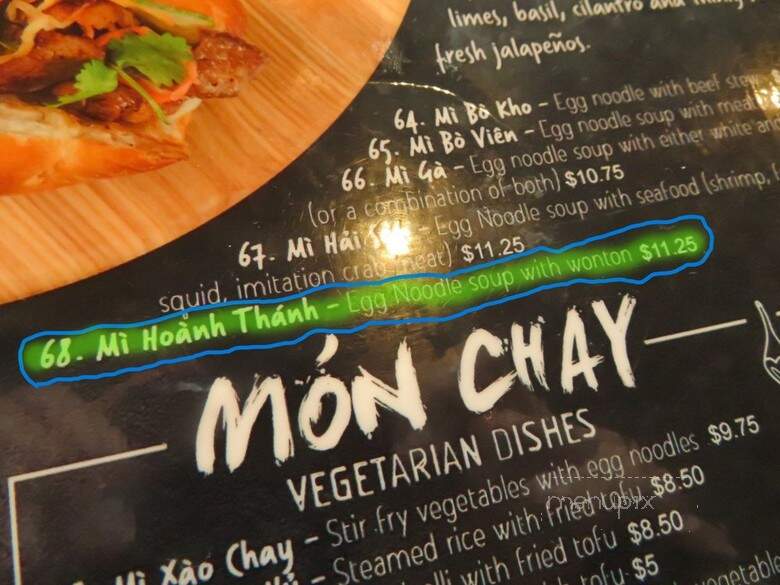 limes, basil, cilantro and
fresh jalapeños.
64. Mì Bò Kho - Egg noodle with beef
65. Mì Bò Viên - Egg noodle soup with meat
66. Mì Gà - Egg noodle soup with either white
(or a combination of both) $10.75
67. Mì Hải - Egg Noodle soup with seafood (shrimp,
squid, imitation crab meat) $11.25
68. Mì Hoành Thánh - Egg Noodle soup with wonton $11.25
MÓN CHAY
VEGETARIAN DISHES
Mì Xào Chay - Stir fry vegetables with egg noodles $9.75
- Steamed rice with fried tofu $8.50
with fried tofu $8.50
tofu $5
menupix